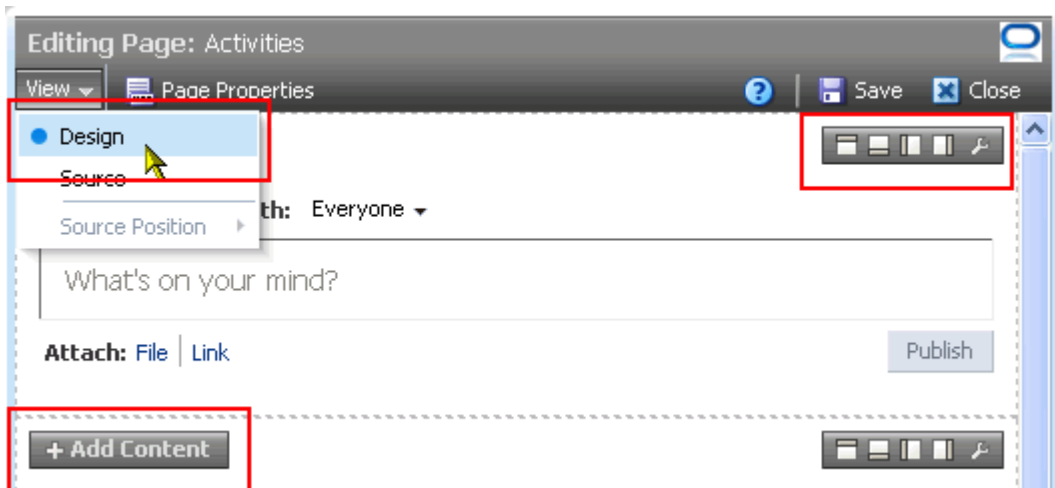 Editing Page: Activities
View Page Properties Save Close
Design
Source
th: Everyone
Source Position
What's on your mind?
Attach: File Link Publish
+ Add Content